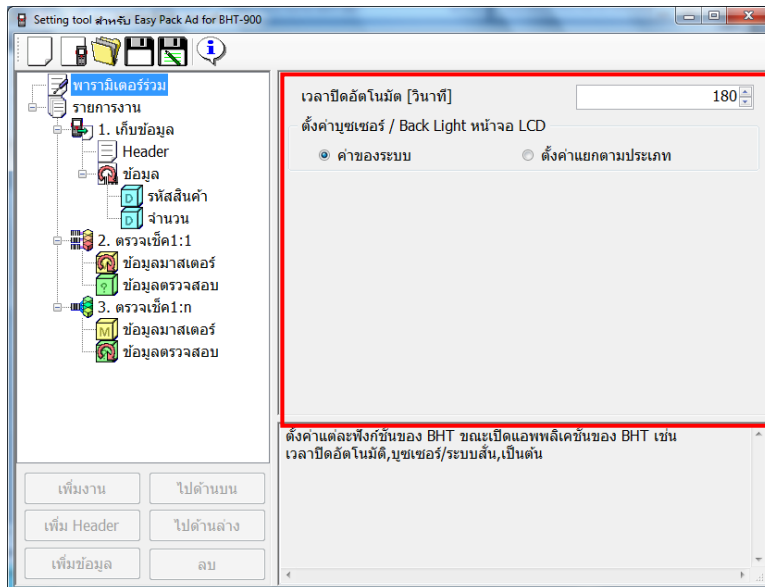 Setting tool สำหรับ Easy Pack Ad for BHT-900
พารามิเตอร์ร่วม
รายการงาน
1. เก็บข้อมูล
Header
ข้อมูล
รหัสสินค้า
จำนวน
2. ตรวจเช็ค1:1
ข้อมูลมาสเตอร์
ข้อมูลตรวจสอบ
3. ตรวจเช็ค1:n
ข้อมูลมาสเตอร์
ข้อมูลตรวจสอบ
เพิ่มงาน ไปด้านบน
เพิ่ม Header ไปด้านล่าง
เพิ่มข้อมูล ลบ
เวลาปิดอัตโนมัต [วินาที] 180
ตั้งค่าบุซเซอร์ / Back Light หน้าจอ LCD
ค่าของระบบ ตั้งค่าแยกตามประเภท
ตั้งค่าแต่ละฟังก์ชันของ BHT ขณะเปิดแอพพลิเคชันของ BHT เช่น
เวลาปิดอัตโนมัติ,บุซเซอร์/ระบบสั่น,เป็นต้น